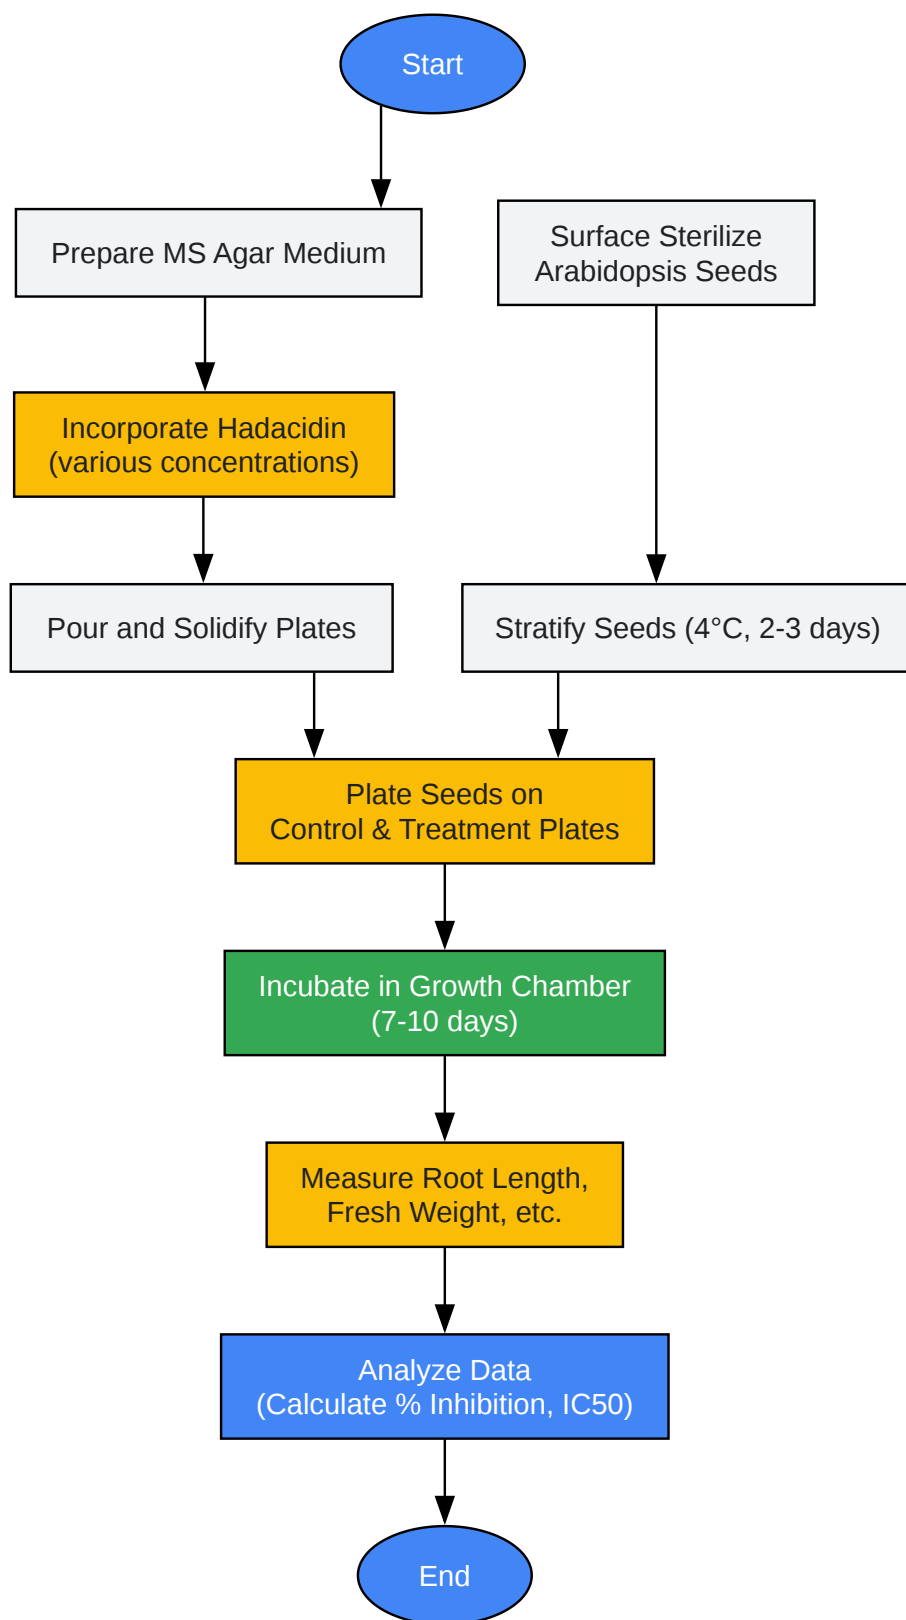 Start
Prepare MS Agar Medium
Surface Sterilize
Arabidopsis Seeds
Incorporate Hadacidin
(various concentrations)
Pour and Solidify Plates
Stratify Seeds (4°C, 2-3 days)
Plate Seeds on
Control & Treatment Plates
Incubate in Growth Chamber
(7-10 days)
Measure Root Length,
Fresh Weight, etc.
Analyze Data
(Calculate % Inhibition, IC50)
End